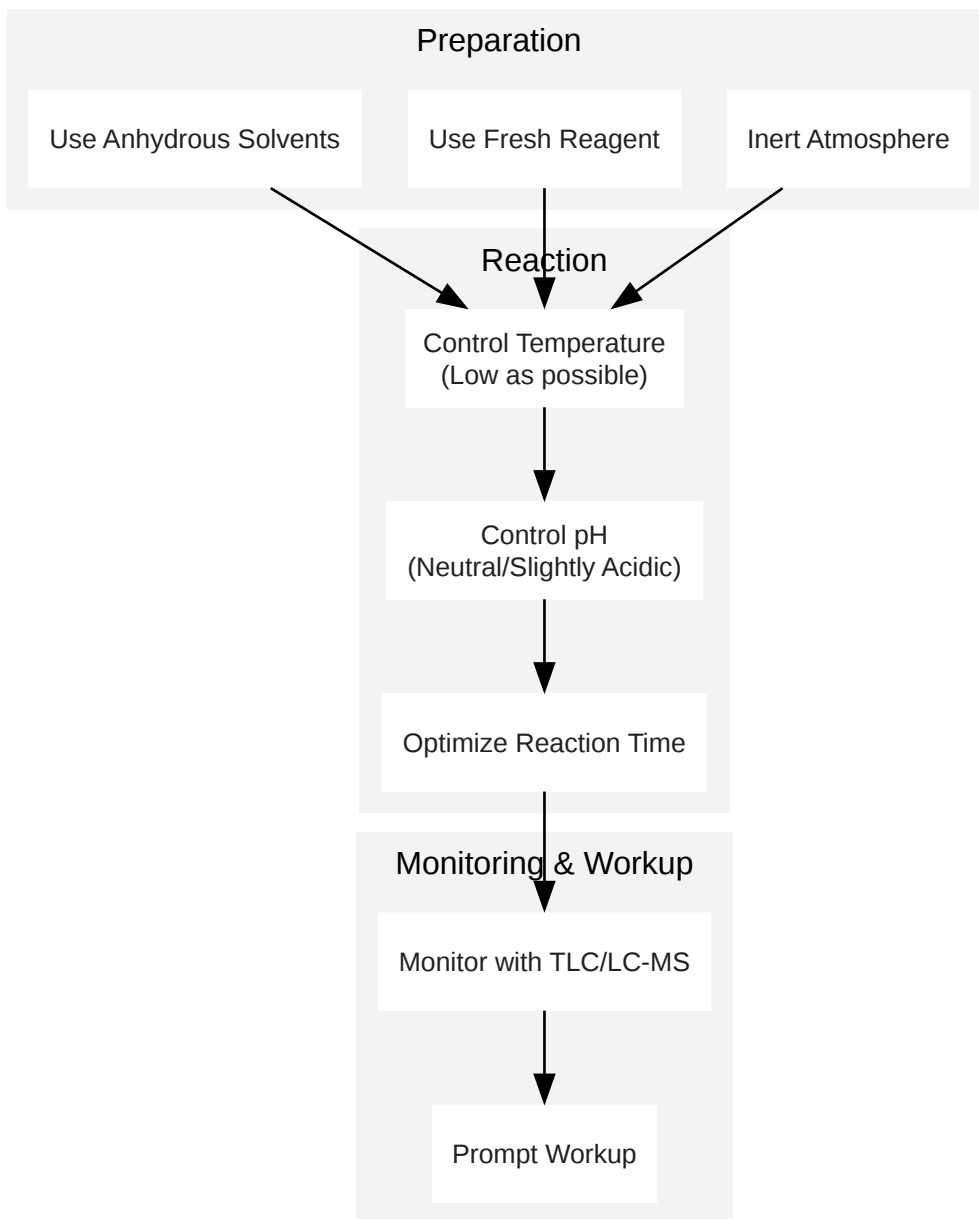 Preparation
Use Anhydrous Solvents
Use Fresh Reagent
Inert Atmosphere
Reaction
Control Temperature
(Low as possible)
Control pH
(Neutral/Slightly Acidic)
Optimize Reaction Time
Monitoring & Workup
Monitor with TLC/LC-MS
Prompt Workup